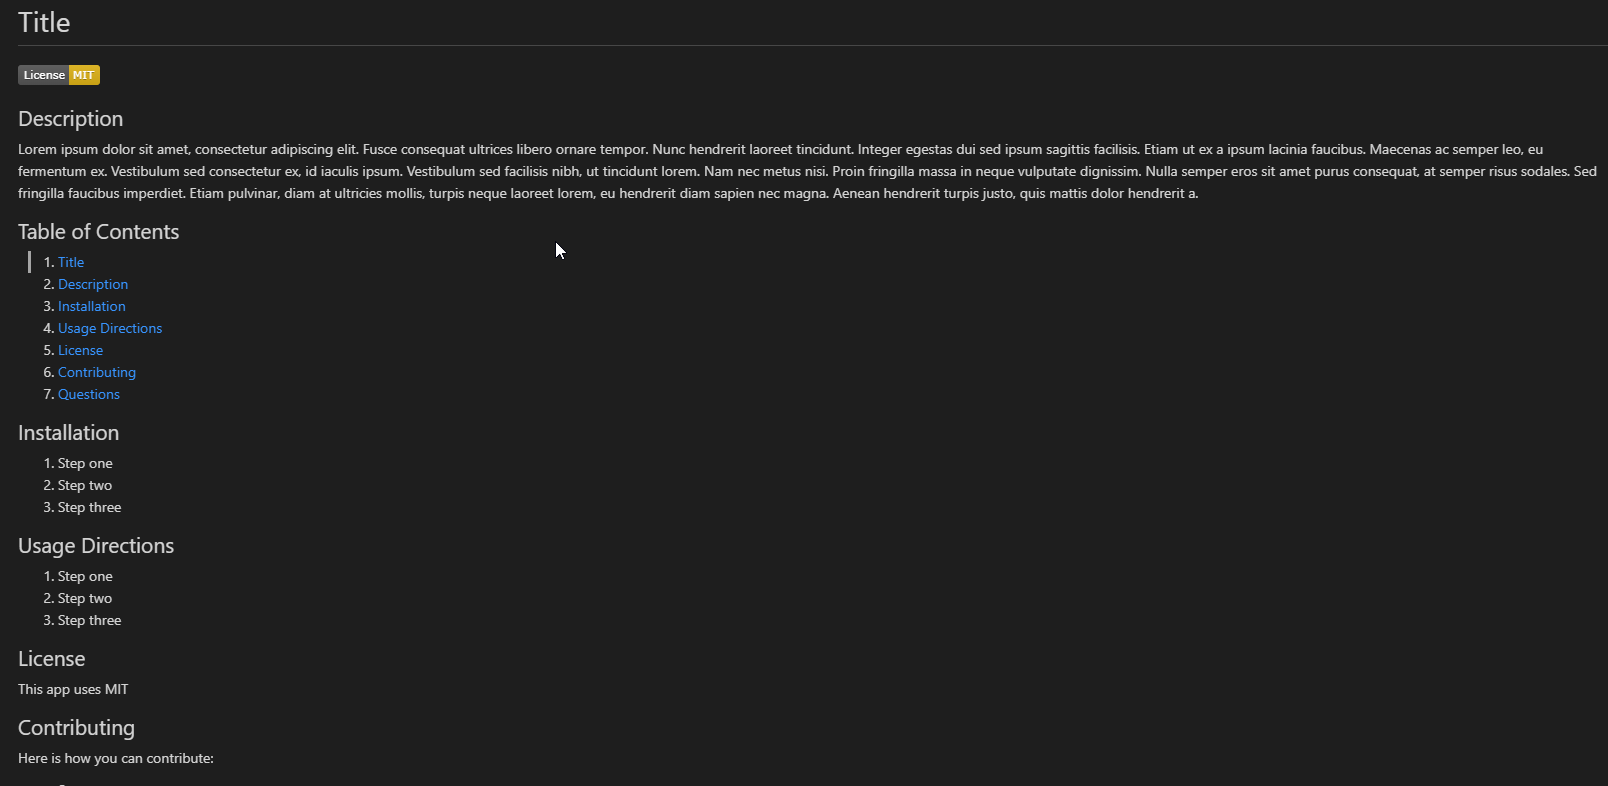 Title
License MIT
Description
Lorem ipsum dolor sit amet, consectetur adipiscing elit. Fusce consequat ultrices libero ornare tempor. Nunc hendrerit laoreet tincidunt. Integer egestas dui sed ipsum sagittis facilisis. Etiam ut ex a ipsum lacinia faucibus. Maecenas ac semper leo, eu
fermentum ex. Vestibulum sed consectetur ex, id iaculis ipsum. Vestibulum sed facilisis nibh, ut tincidunt lorem. Nam nec metus nisi. Proin fringilla massa in neque vulputate dignissim. Nulla semper eros sit amet purus consequat, at semper risus sodales. Sed
fringilla faucibus imperdiet. Etiam pulvinar, diam at ultricies mollis, turpis neque laoreet lorem, eu hendrerit diam sapien nec magna. Aenean hendrerit turpis justo, quis mattis dolor hendrerit a.
Table of Contents
1. Title
2. Description
3. Installation
4. Usage Directions
5. License
6. Contributing
7. Questions
Installation
1. Step one
2. Step two
3. Step three
Usage Directions
1. Step one
2. Step two
3. Step three
License
This app uses MIT
Contributing
Here is how you can contribute: